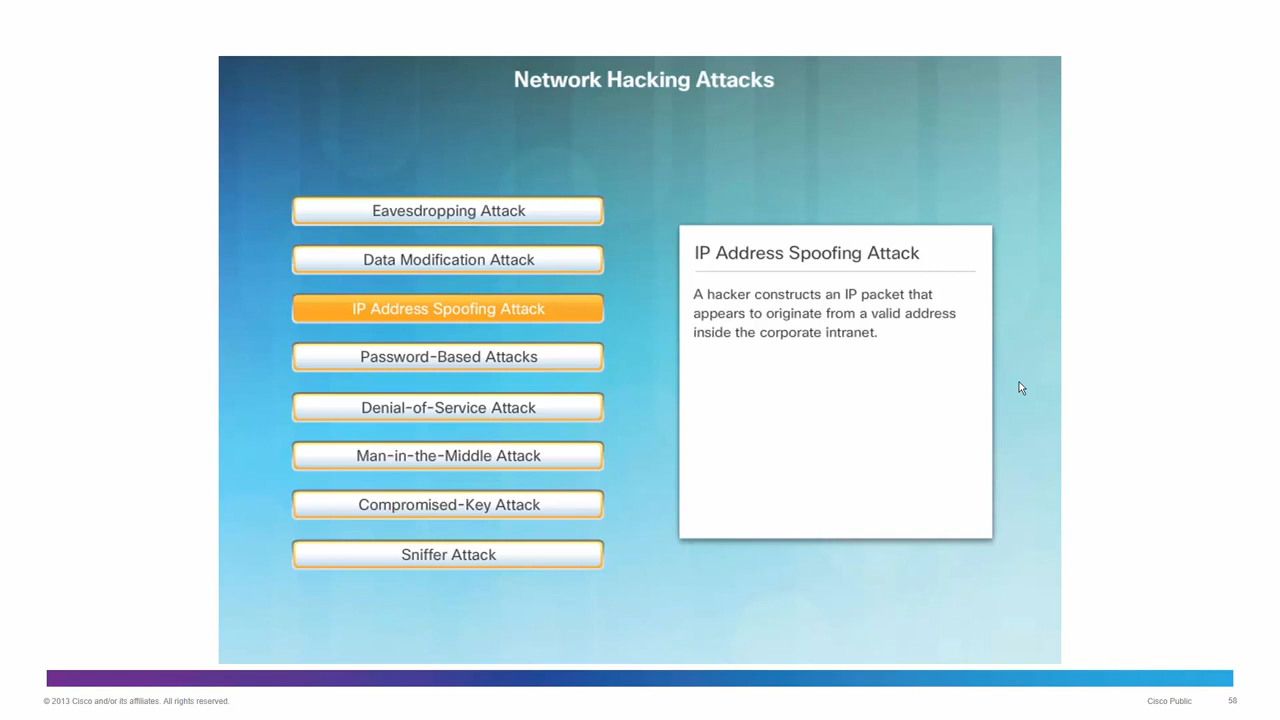 Network Hacking Attacks
Eavesdropping Attack
Data Modification Attack
IP Address Spoofing Attack
Password-Based Attacks
Denial-of-Service Attack
Man-in-the-Middle Attack
Compromised-Key Attack
Sniffer Attack
IP Address Spoofing Attack
A hacker constructs an IP packet that
appears to originate from a valid address
inside the corporate intranet.
© 2013 Cisco and/or its affiliates. All rights reserved.
Cisco Public
58